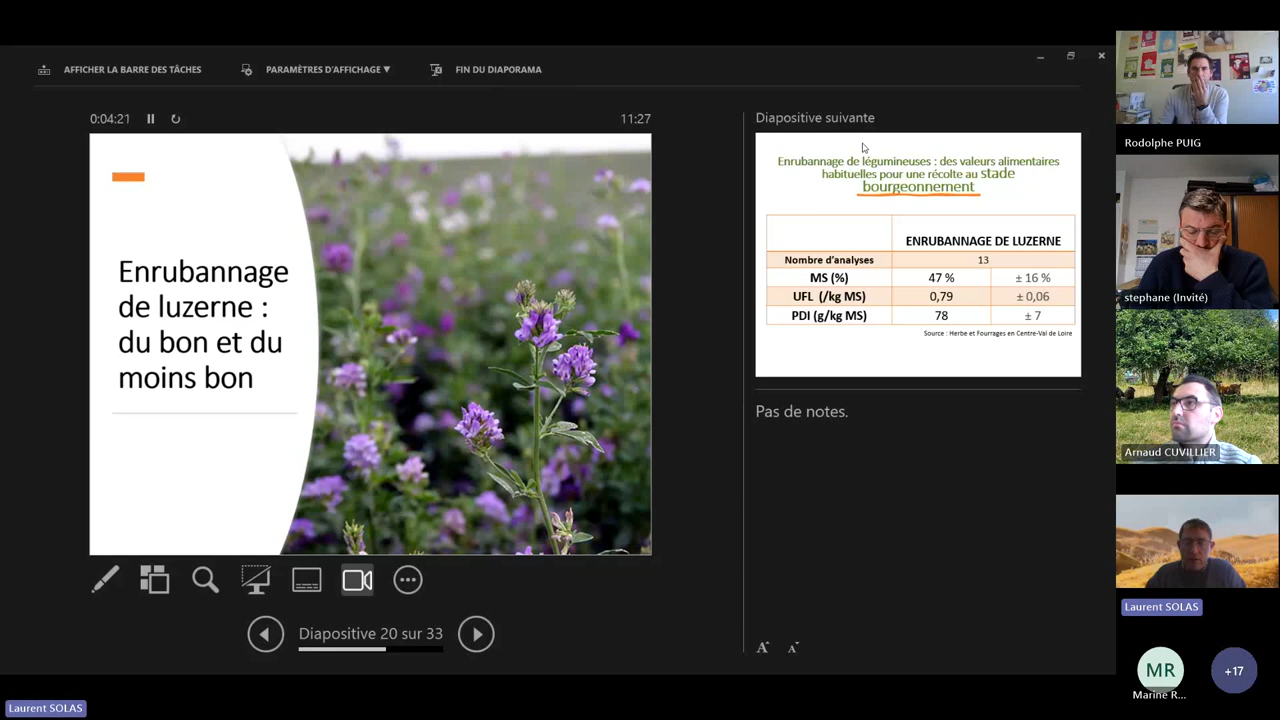 AFFICHER LA BARRE DES TÂCHES
PARAMÈTRES D'AFFICHAGE ▼
FIN DU DIAPORAMA
0:04:21
11:27
Enrubannage
de luzerne :
du bon et du
moins bon
Diapositive 20 sur 33
Diapositive suivante
Enrubannage de légumineuses : des valeurs alimentaires
habituelles pour une récolte au stade
bourgeonnement
ENRUBANNAGE DE LUZERNE
Nombre d'analyses 13
MS (%) 47 % ± 16 %
UFL (/kg MS) 0,79 ± 0,06
PDI (g/kg MS) 78 ± 7
Source : Herbe et Fourrages en Centre-Val de Loire
Pas de notes.
A A
Rodolphe PUIG
stephane (Invité)
Arnaud CUVILLIER
Laurent SOLAS
MR
Marine R...
+17
Laurent SOLAS